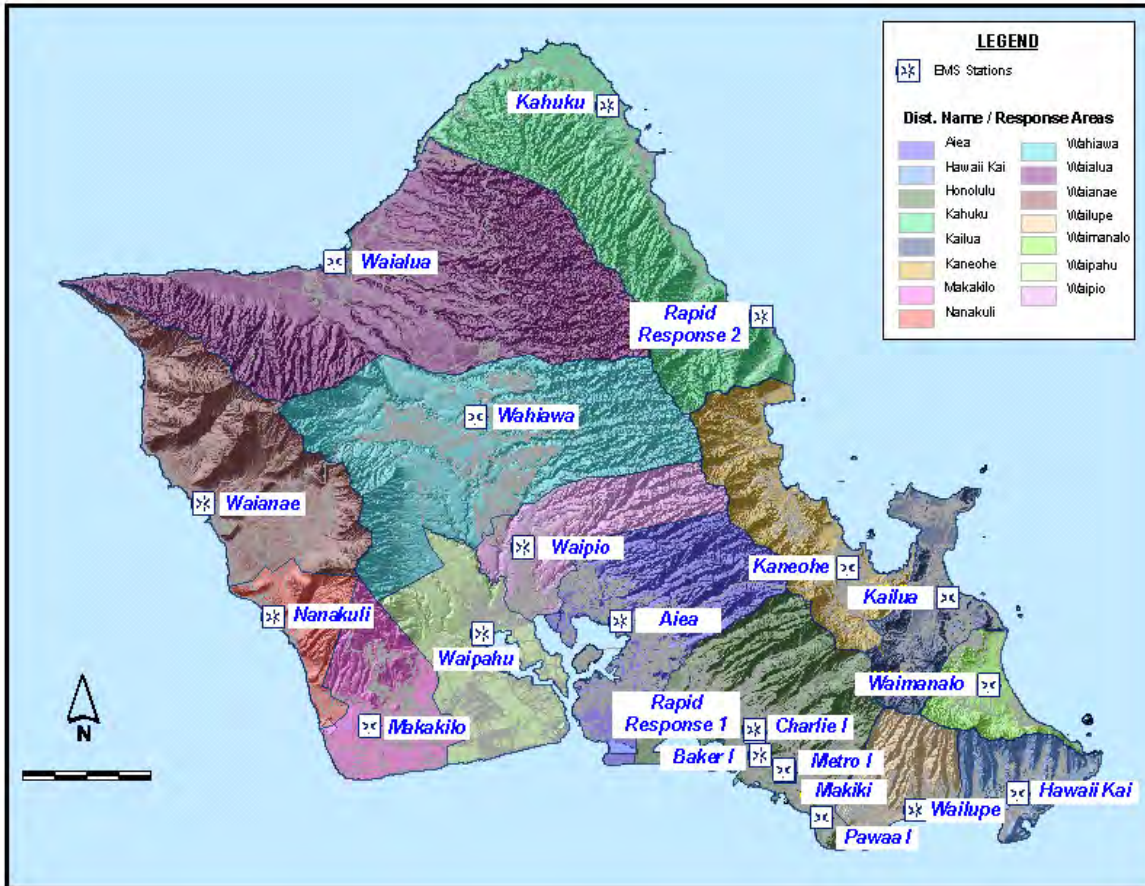 LEGEND
EMS Stations
Dist. Name / Response Areas
Aiea
Hawaii Kai
Honolulu
Kahuku
Kailua
Kaneohe
Makakilo
Nanakuli
Wahiawa
Waialua
Waianae
Wailupe
Waimanalo
Waipahu
Waipio
Kahuku
Waialua
Rapid
Response 2
Wahiawa
Waianae
Waipio
Kaneohe
Kailua
Nanakuli
Aiea
Waipahu
Waimanalo
Rapid
Response 1
Charlie I
Makakilo
Baker I
Metro I
Makiki
Hawaii Kai
Wailupe
Pawaa I
N